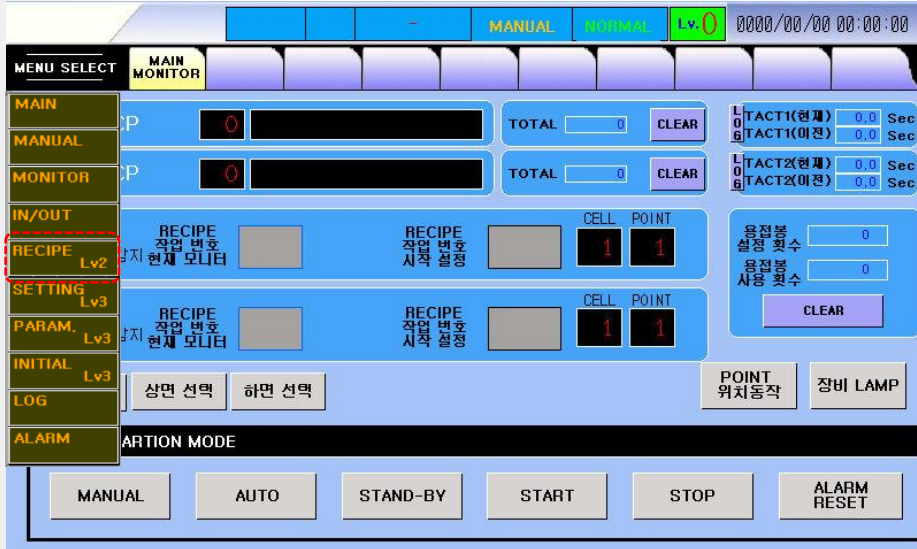 - MANUAL NORMAL Lv.0 0000/00/00 00:00:00
MENU SELECT MAIN MONITOR
MAIN
MANUAL
MONITOR
IN/OUT
RECIPE Lv2
SETTING Lv3
PARAM. Lv3
INITIAL Lv3
LOG
ALARM
CP 0 TOTAL 0 CLEAR
LOG TACT1(현재) 0.0 Sec
TACT1(이전) 0.0 Sec
CP 0 TOTAL 0 CLEAR
LOG TACT2(현재) 0.0 Sec
TACT2(이전) 0.0 Sec
지
RECIPE
작업 번호
현재 모니터
RECIPE
작업 번호
시작 설정
CELL POINT
1 1
용접봉
설정 횟수 0
용접봉
사용 횟수 0
CLEAR
감지
RECIPE
작업 번호
현재 모니터
RECIPE
작업 번호
시작 설정
CELL POINT
1 1
상면 선택 하면 선택
POINT
위치동작
장비 LAMP
ARTION MODE
MANUAL AUTO STAND-BY START STOP
ALARM
RESET